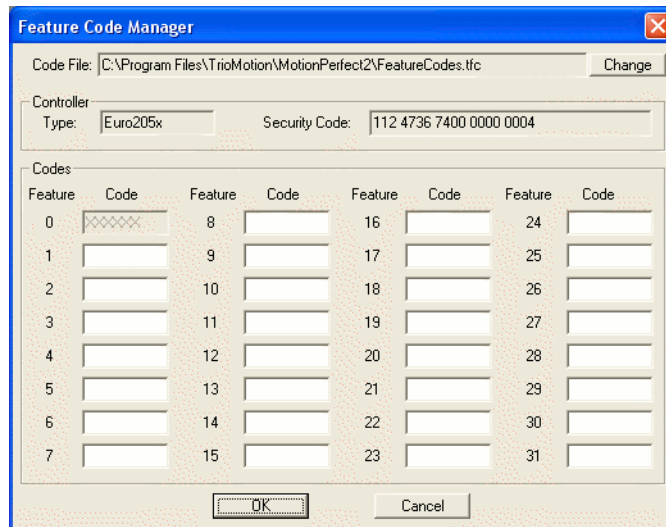 Feature Code Manager
Code File: C:\Program Files\TrioMotion\MotionPerfect2\FeatureCodes.tfc Change
Controller
Type: Euro205x Security Code: 112 4736 7400 0000 0004
Codes
Feature Code Feature Code Feature Code Feature Code
0 XXXXXX 8 16 24
1 9 17 25
2 10 18 26
3 11 19 27
4 12 20 28
5 13 21 29
6 14 22 30
7 15 23 31
OK Cancel